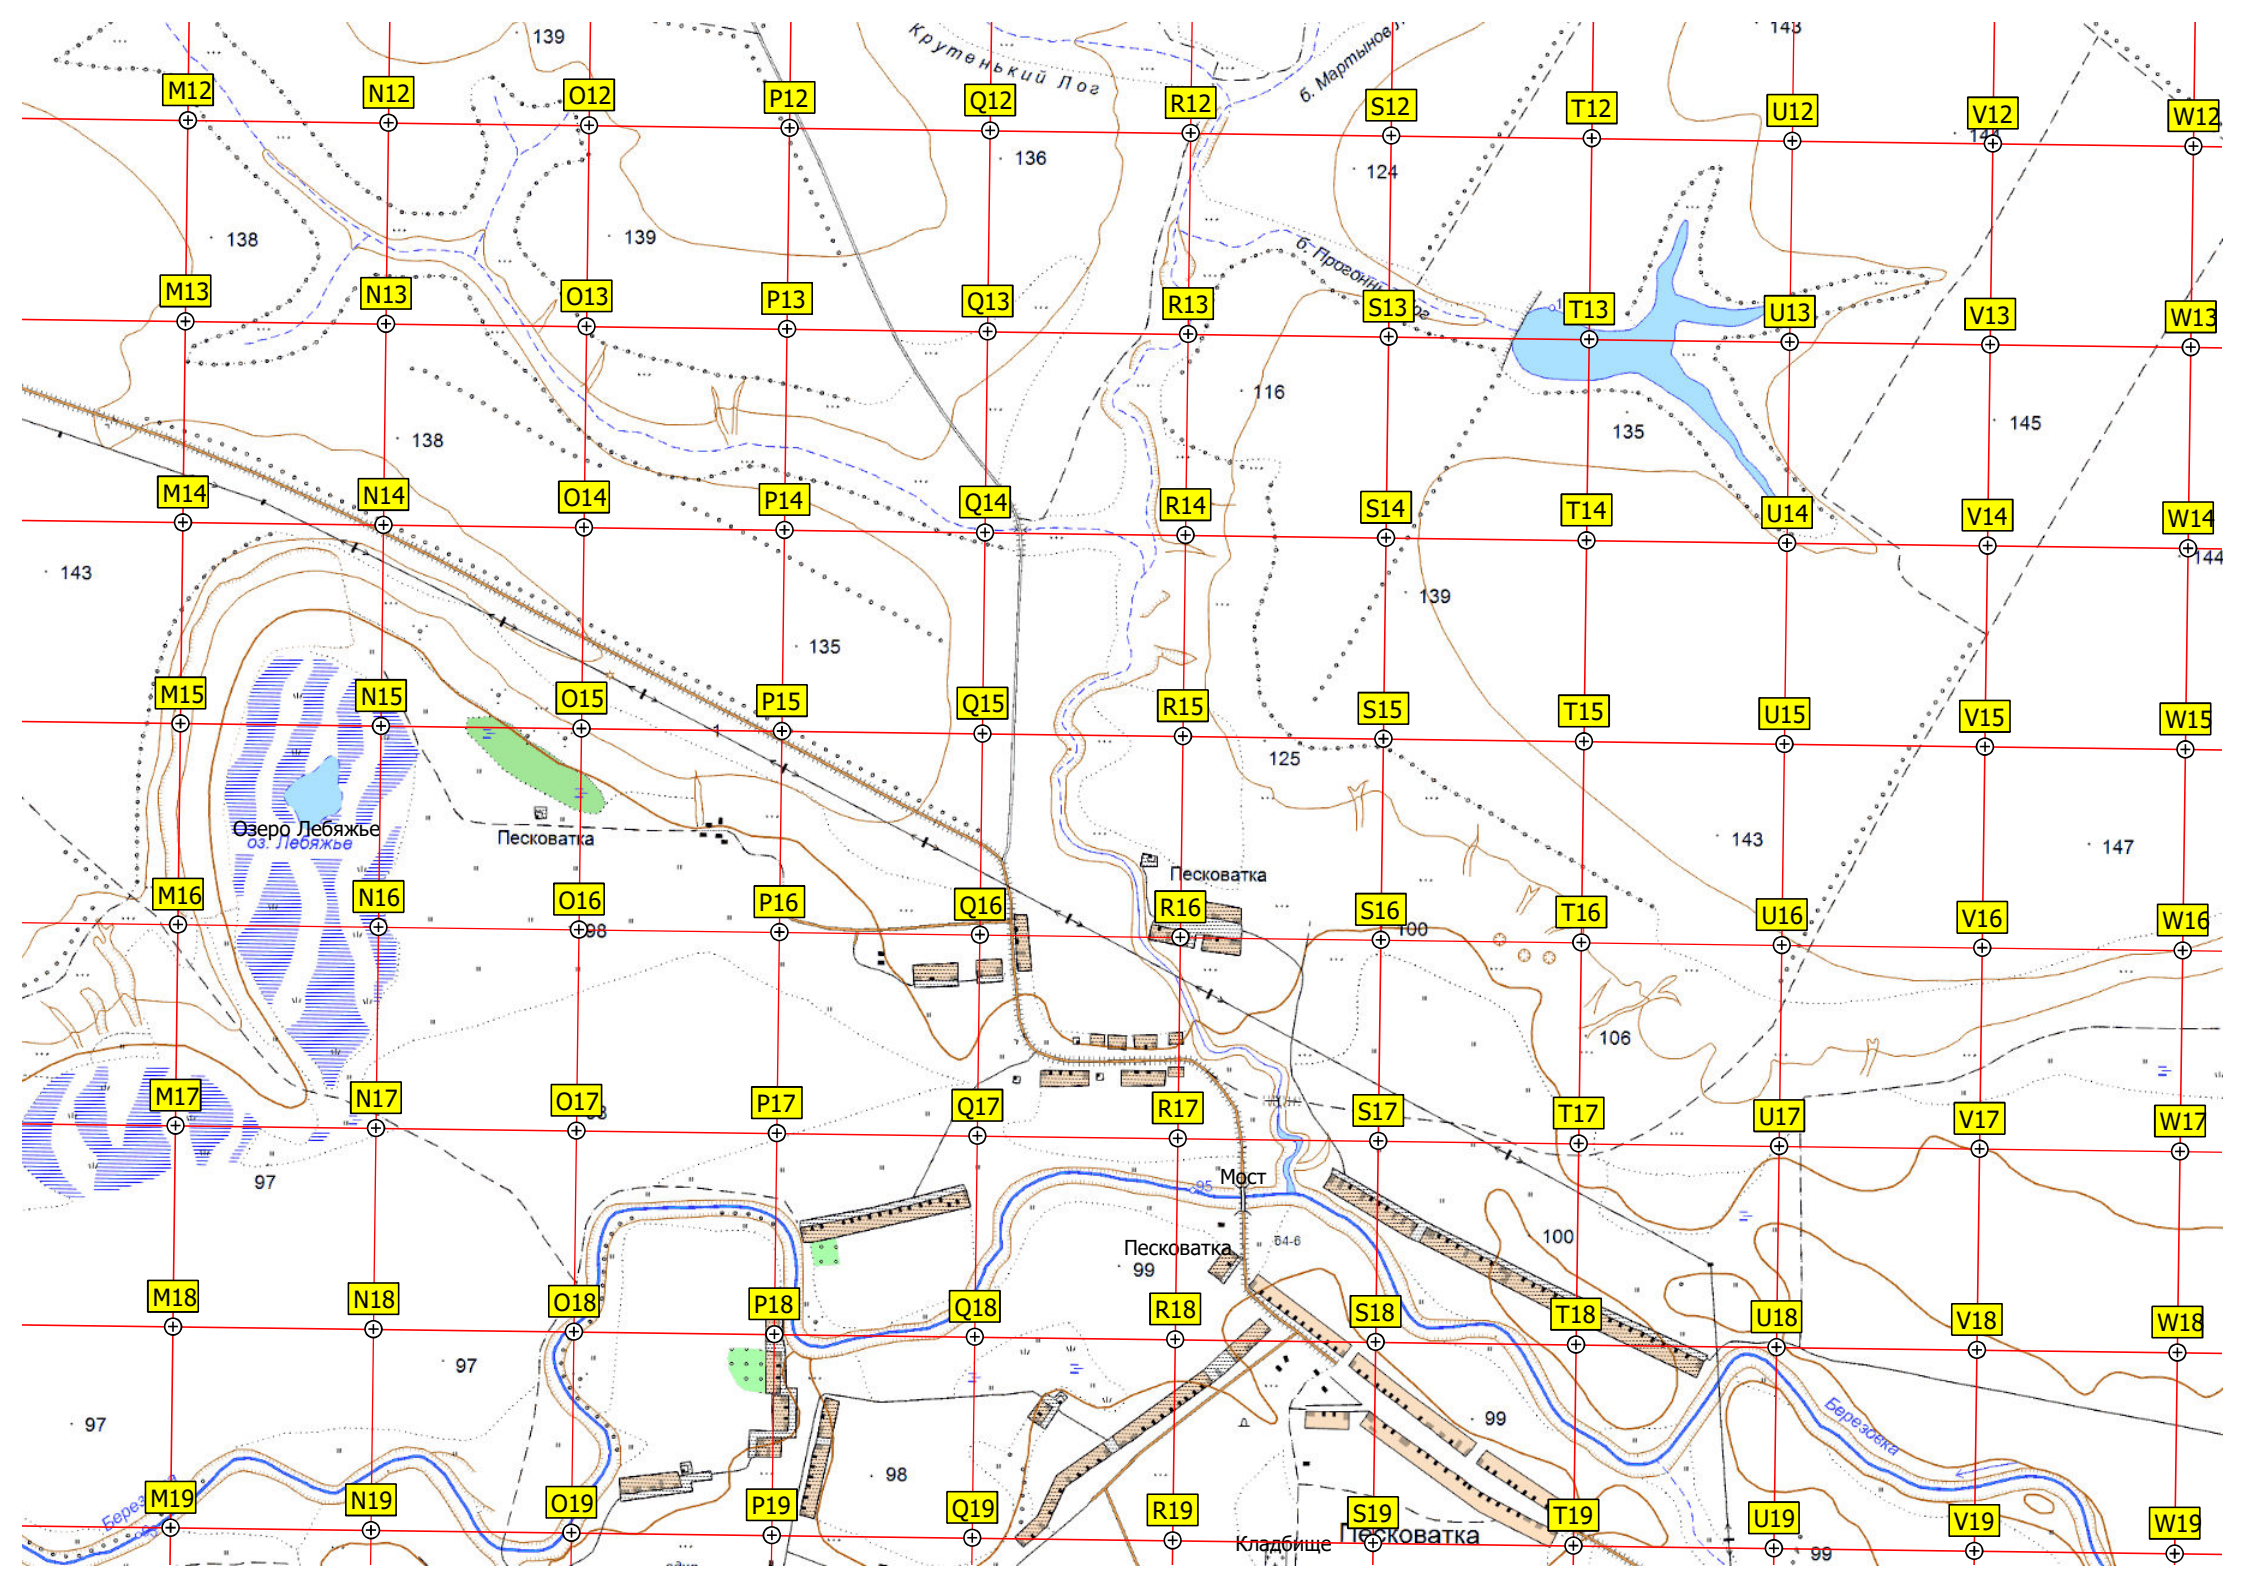 139
143
Крутенький Лог
б. Мартынов
M12 N12 O12 P12 Q12 R12 S12 T12 U12 V12 W12
136
124
138
139
б. Прогонный
M13 N13 O13 P13 Q13 R13 S13 T13 U13 V13 W13
116
138
135
145
M14 N14 O14 P14 Q14 R14 S14 T14 U14 V14 W14
144
143
139
135
M15 N15 O15 P15 Q15 R15 S15 T15 U15 V15 W15
125
Озеро Лебяжье
оз. Лебяжье
Песковатка
143
147
Песковатка
M16 N16 O16 P16 Q16 R16 S16 T16 U16 V16 W16
98
100
106
M17 N17 O17 P17 Q17 R17 S17 T17 U17 V17 W17
97
Мост
95
100
64-6
Песковатка
99
M18 N18 O18 P18 Q18 R18 S18 T18 U18 V18 W18
97
97
99
Березовка
98
M19 N19 O19 P19 Q19 R19 S19 T19 U19 V19 W19
Кладбище
Песковатка
99